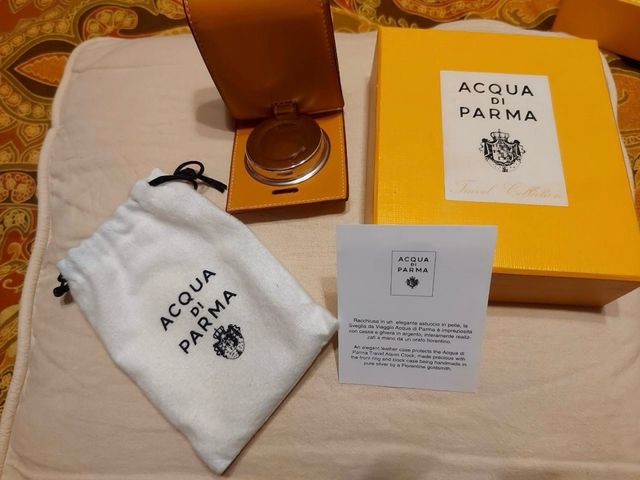 ACQUA
DI
PARMA
Travel Collection
ACQUA
DI
PARMA
ACQUA
DI
PARMA
Racchiusa in un elegante astuccio in pelle, la
Sveglia da Viaggio Acqua di Parma è impreziosita
con cassa e ghiera in argento, interamente realiz-
zati a mano da un orafo fiorentino.
An elegant leather case protects the Acqua di
Parma Travel Alarm Clock, made precious with
the front ring and clock case being handmade in
pure silver by a Florentine goldsmith.